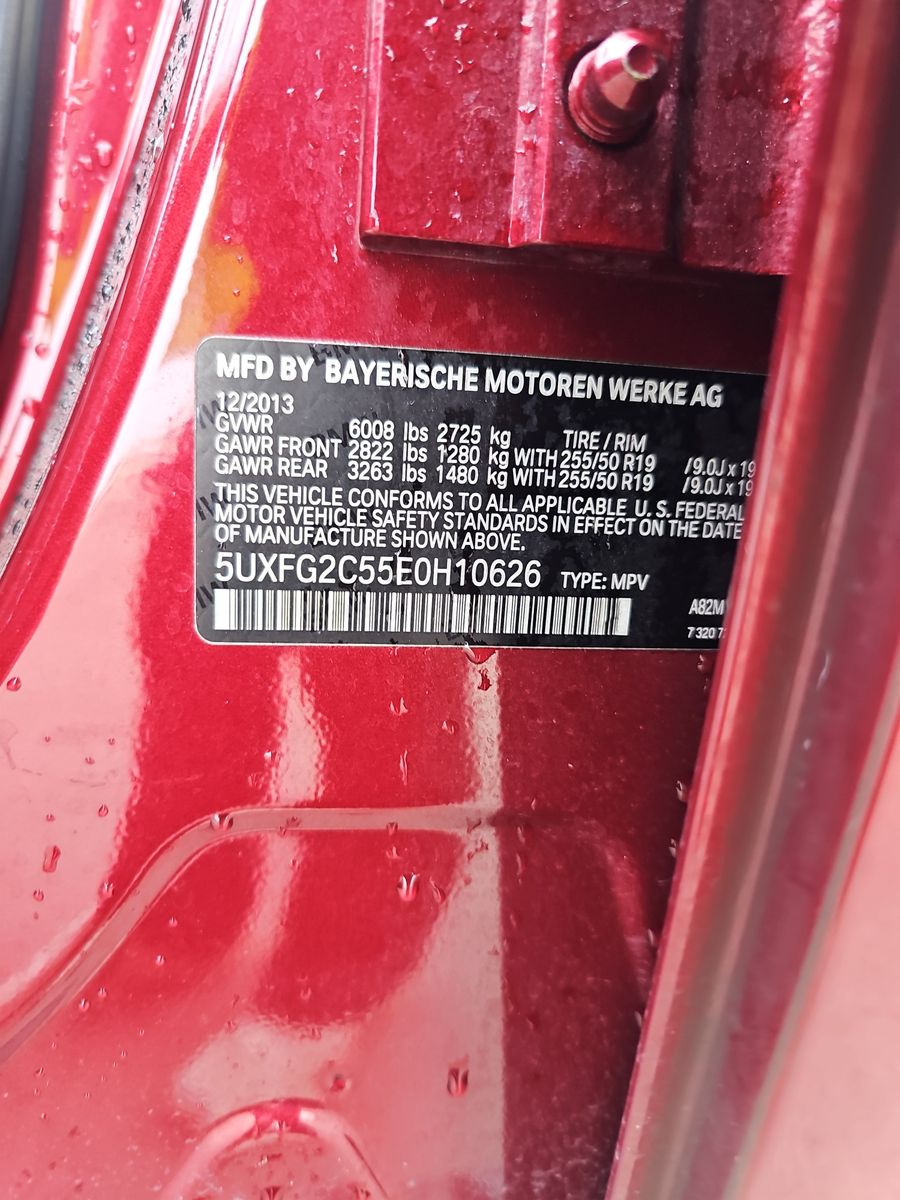 MFD BY BAYERISCHE MOTOREN WERKE AG
12/2013
GVWR 6008 lbs 2725 kg TIRE / RIM
GAWR FRONT 2822 lbs 1280 kg WITH 255/50 R19 /9.0J x 19
GAWR REAR 3263 lbs 1480 kg WITH 255/50 R19 /9.0J x 19
THIS VEHICLE CONFORMS TO ALL APPLICABLE U. S. FEDERAL
MOTOR VEHICLE SAFETY STANDARDS IN EFFECT ON THE DATE
OF MANUFACTURE SHOWN ABOVE.
5UXFG2C55E0H10626 TYPE: MPV A82M
7 320 7